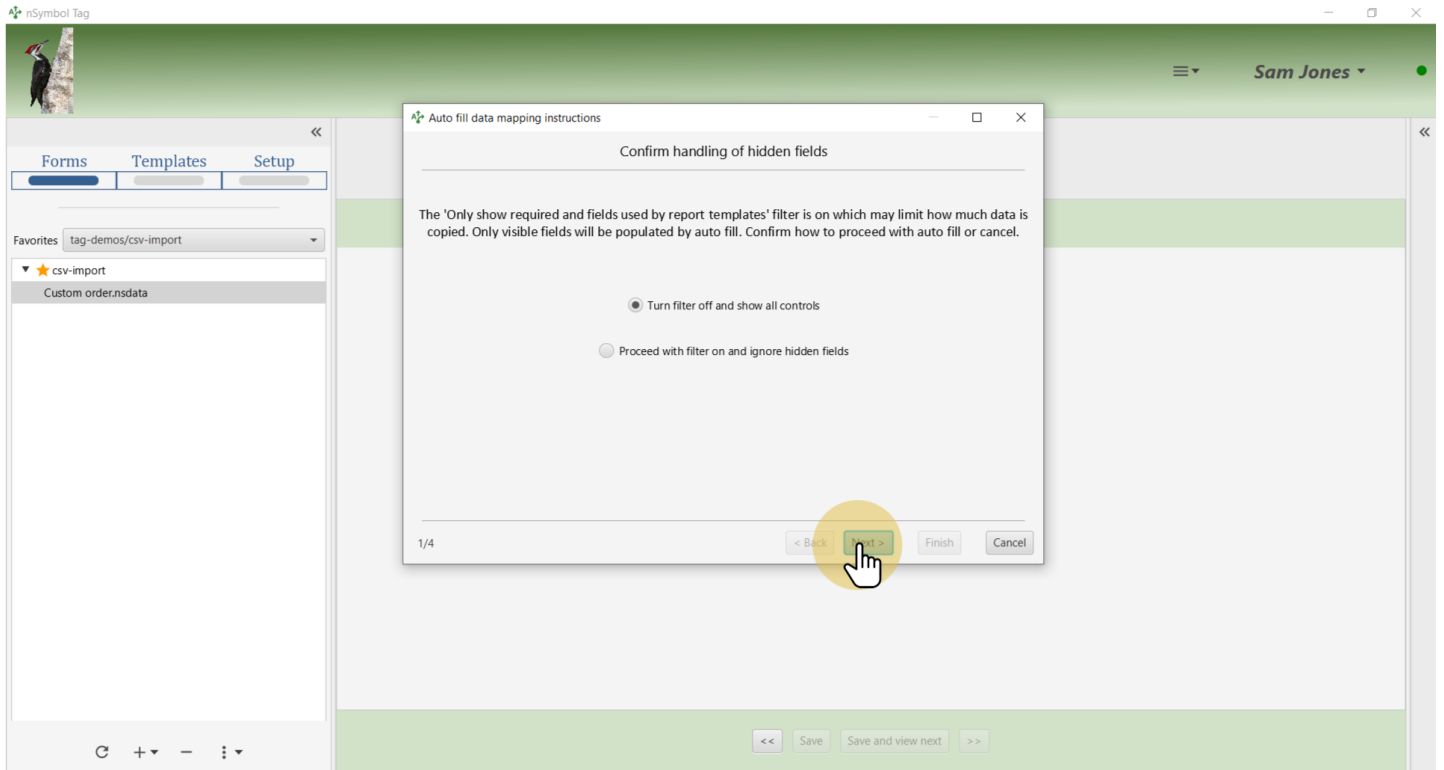 nSymbol Tag
Sam Jones
Auto fill data mapping instructions
Confirm handling of hidden fields
Forms Templates Setup
The 'Only show required and fields used by report templates' filter is on which may limit how much data is
copied. Only visible fields will be populated by auto fill. Confirm how to proceed with auto fill or cancel.
Favorites tag-demos/csv-import
csv-import
Custom order.nsdata
Turn filter off and show all controls
Proceed with filter on and ignore hidden fields
1/4 < Back Next > Finish Cancel
<< Save Save and view next >>